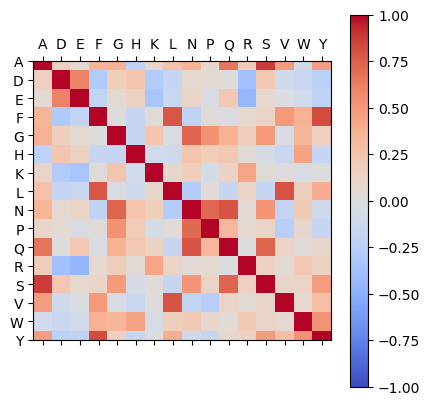 A D E F G H K L N P Q R S V W Y
A
D
E
F
G
H
K
L
N
P
Q
R
S
V
W
Y
1.00
0.75
0.50
0.25
0.00
−0.25
−0.50
−0.75
−1.00